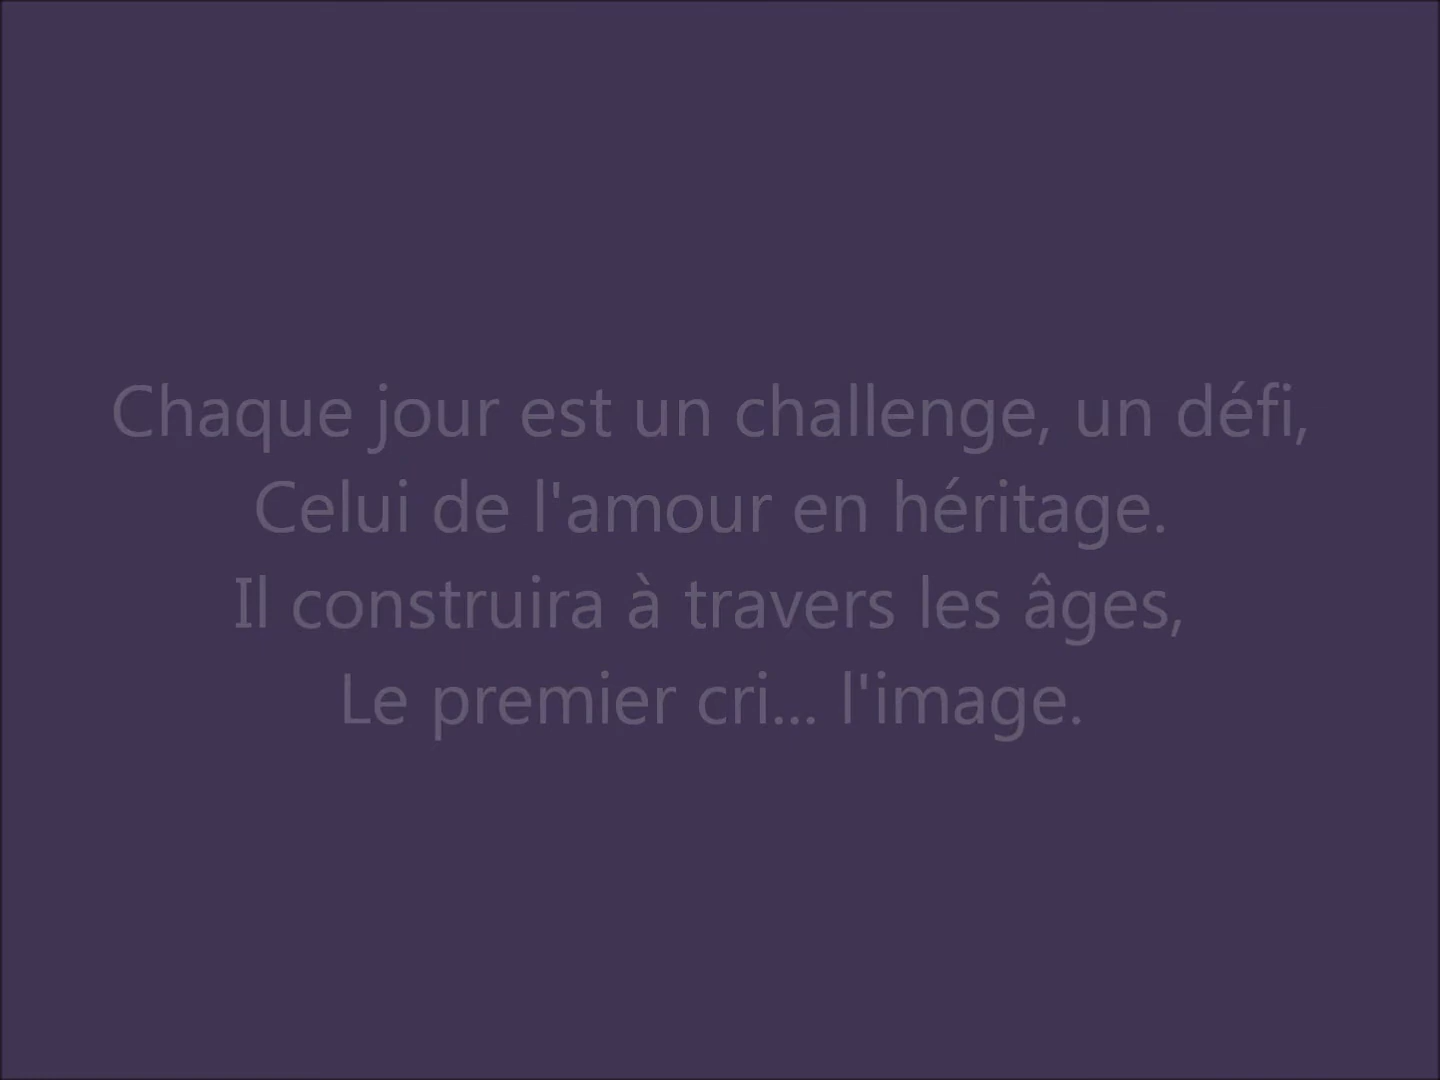 Chaque jour est un challenge, un défi,
Celui de l'amour en héritage.
Il construira à travers les âges,
Le premier cri... l'image.